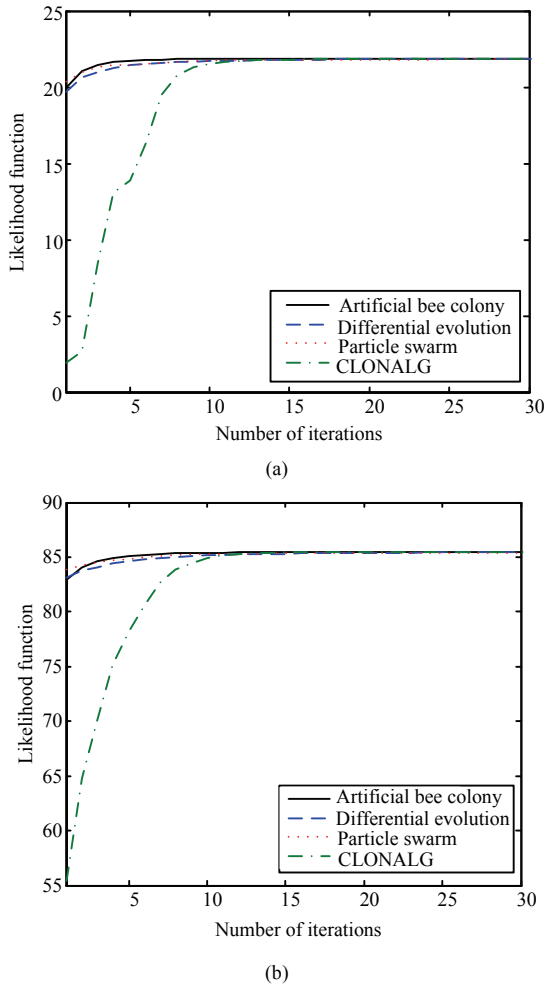 (a)
25
20
15
10
5
0
Likelihood function
Artificial bee colony
Differential evolution
Particle swarm
CLONALG
5 10 15 20 25 30
Number of iterations
(a)
90
85
80
75
70
65
60
55
Likelihood function
Artificial bee colony
Differential evolution
Particle swarm
CLONALG
5 10 15 20 25 30
Number of iterations
(b)